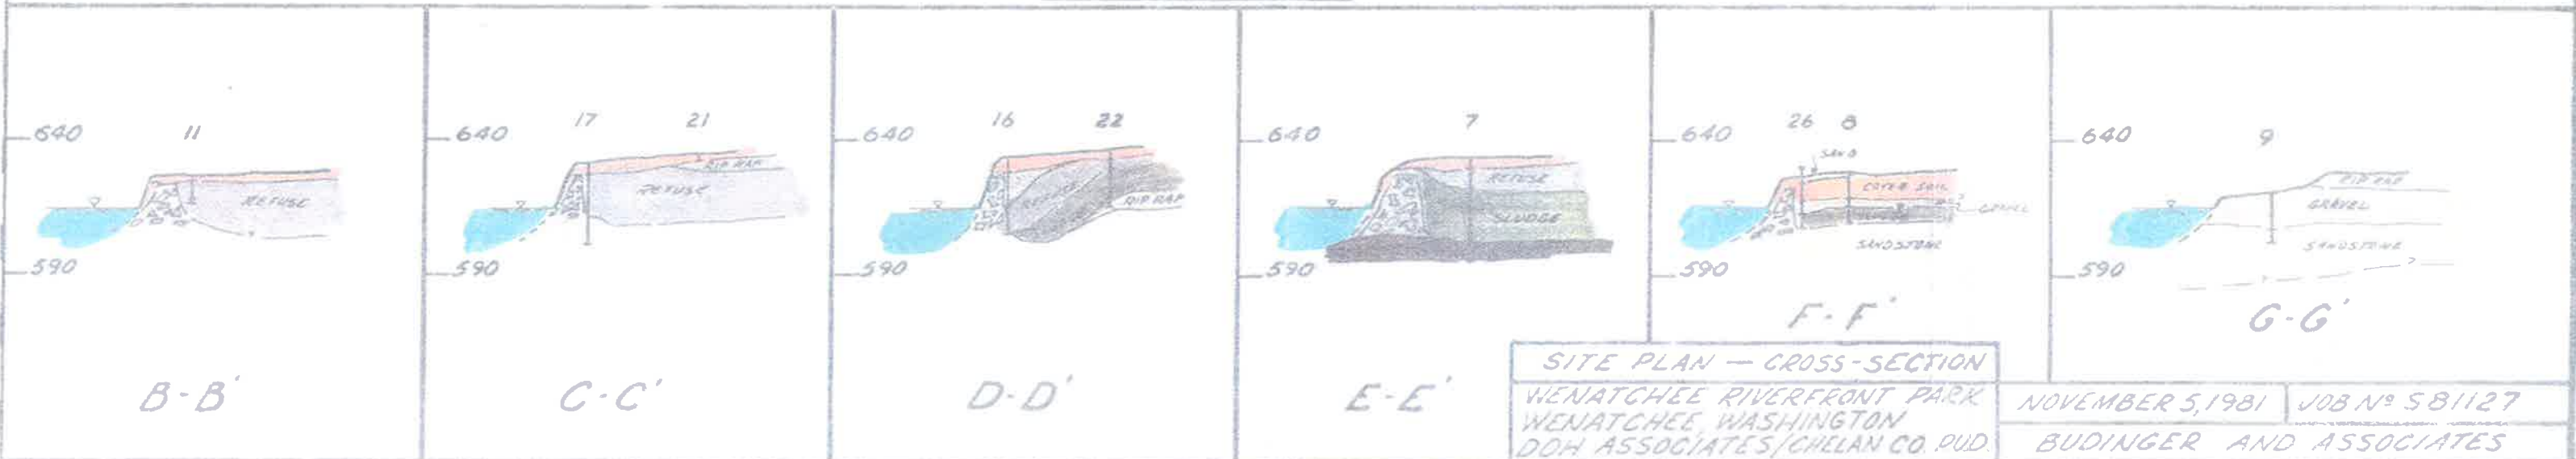 640
11
REFUSE
590
B-B'
640
17
21
RIP RAP
REFUSE
590
C-C'
640
16
22
REFUSE
RIP RAP
590
D-D'
640
7
REFUSE
SLUDGE
590
E-E'
640
26 8
SAND
COVER SOIL
GRAVEL
SANDSTONE
590
F-F'
640
9
RIP RAP
GRAVEL
SANDSTONE
?
590
G-G'
SITE PLAN — CROSS-SECTION
WENATCHEE RIVERFRONT PARK
WENATCHEE, WASHINGTON
DOH ASSOCIATES/CHELAN CO. PUD.
NOVEMBER 5, 1981
JOB Nº S81127
BUDINGER AND ASSOCIATES